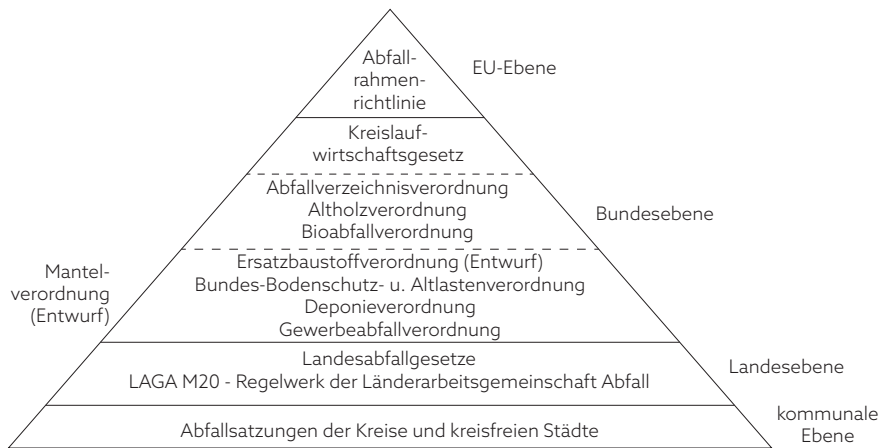 Abfall-
rahmen-
richtlinie
EU-Ebene
Kreislauf-
wirtschaftsgesetz
Abfallverzeichnisverordnung
Altholzverordnung
Bioabfallverordnung
Bundesebene
Mantel-
verordnung
(Entwurf)
Ersatzbaustoffverordnung (Entwurf)
Bundes-Bodenschutz- u. Altlastenverordnung
Deponieverordnung
Gewerbeabfallverordnung
Landesabfallgesetze
LAGA M20 - Regelwerk der Länderarbeitsgemeinschaft Abfall
Landesebene
Abfallsatzungen der Kreise und kreisfreien Städte
kommunale
Ebene